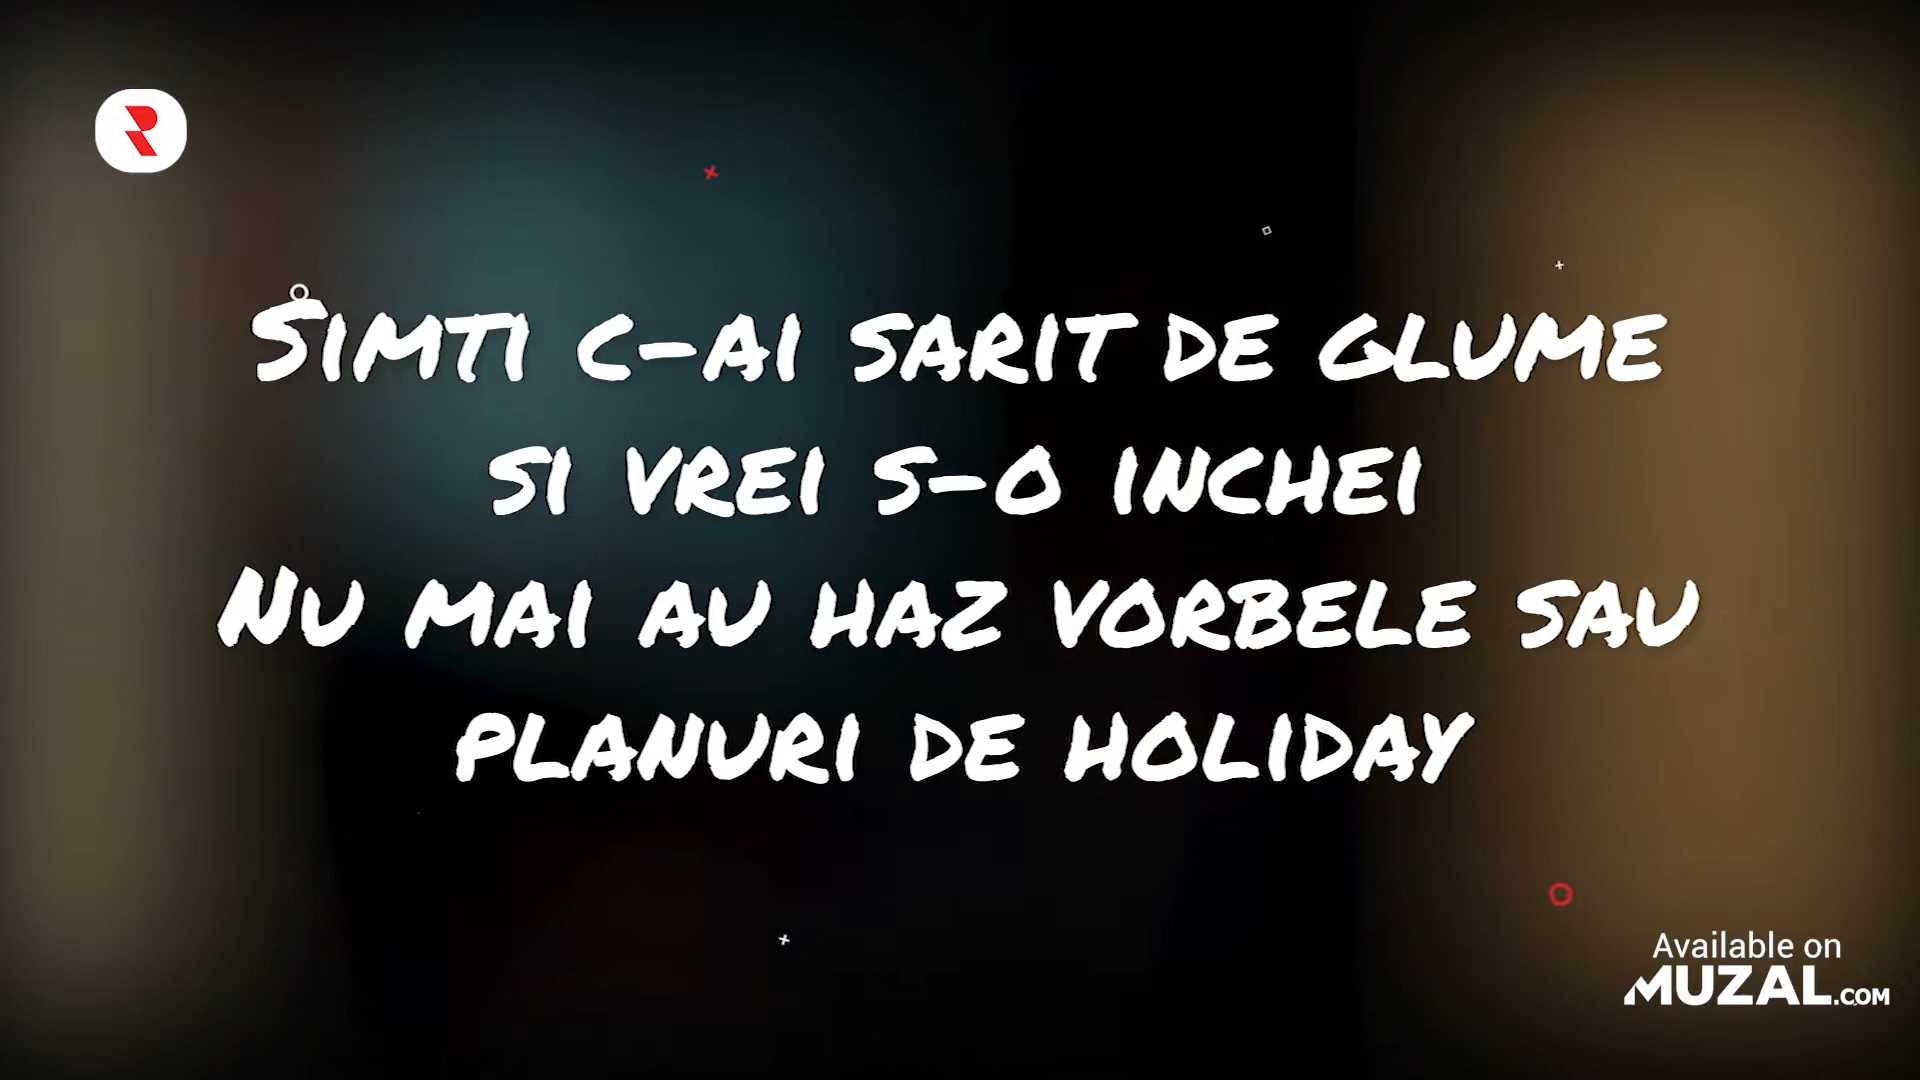 R
Simti c-ai sarit de glume
si vrei s-o inchei
Nu mai au haz vorbele sau
planuri de holiday
Available on
MUZAL.COM